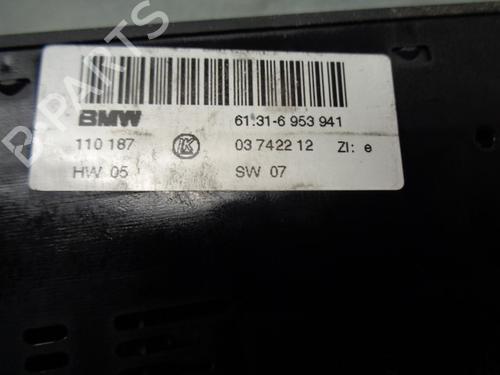 B-PARTS
BMW 61.31-6 953 941
110 187 K 03 7422 12 ZI: e
HW 05 SW 07